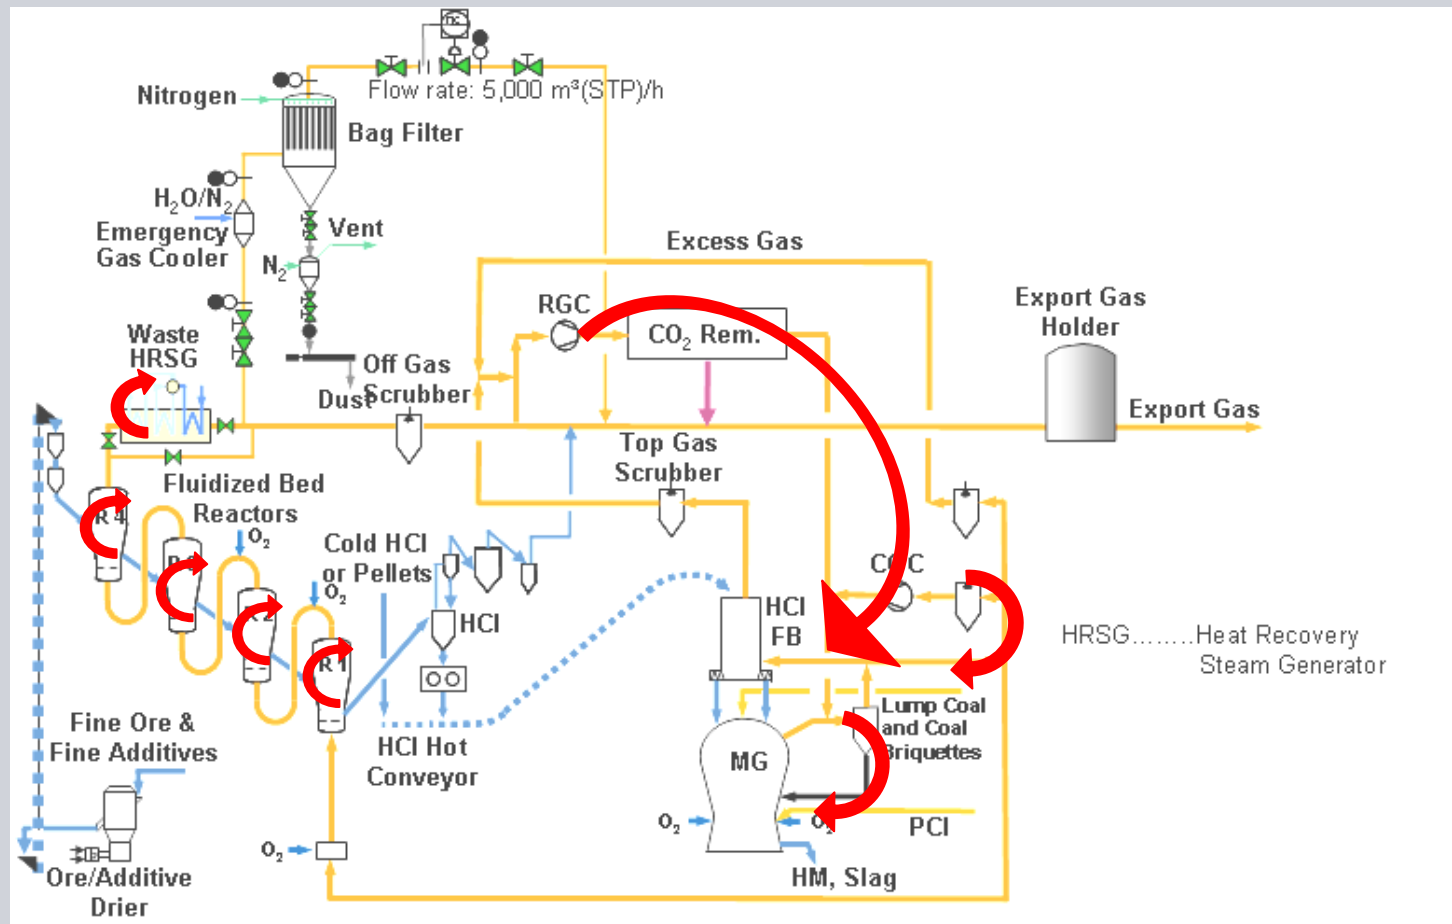 Flow rate: 5,000 m³(STP)/h
Nitrogen
Bag Filter
H₂O/N₂
Emergency
Gas Cooler
Vent
N₂
Excess Gas
RGC
CO₂ Rem.
Export Gas
Holder
Waste
HRSG
Off Gas
Scrubber
Dust
Export Gas
Top Gas
Scrubber
Fluidized Bed
Reactors
R 4
O₂
Cold HCI
or Pellets
O₂
R 2
R 1
HCI
HCI
FB
HRSG........Heat Recovery
Steam Generator
Lump Coal
and Coal
Briquettes
Fine Ore &
Fine Additives
HCI Hot
Conveyor
MG
O₂
O₂
PCI
O₂
HM, Slag
Ore/Additive
Drier